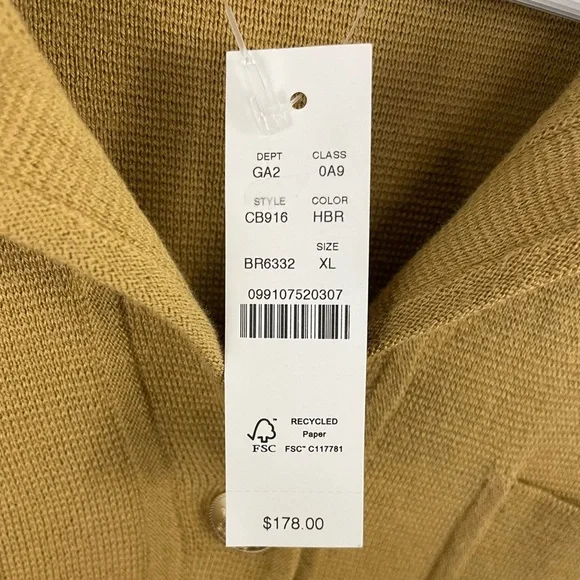 DEPT CLASS
GA2 0A9
STYLE COLOR
CB916 HBR
SIZE
BR6332 XL
099107520307
RECYCLED
Paper
FSC™ C117781
FSC
$178.00